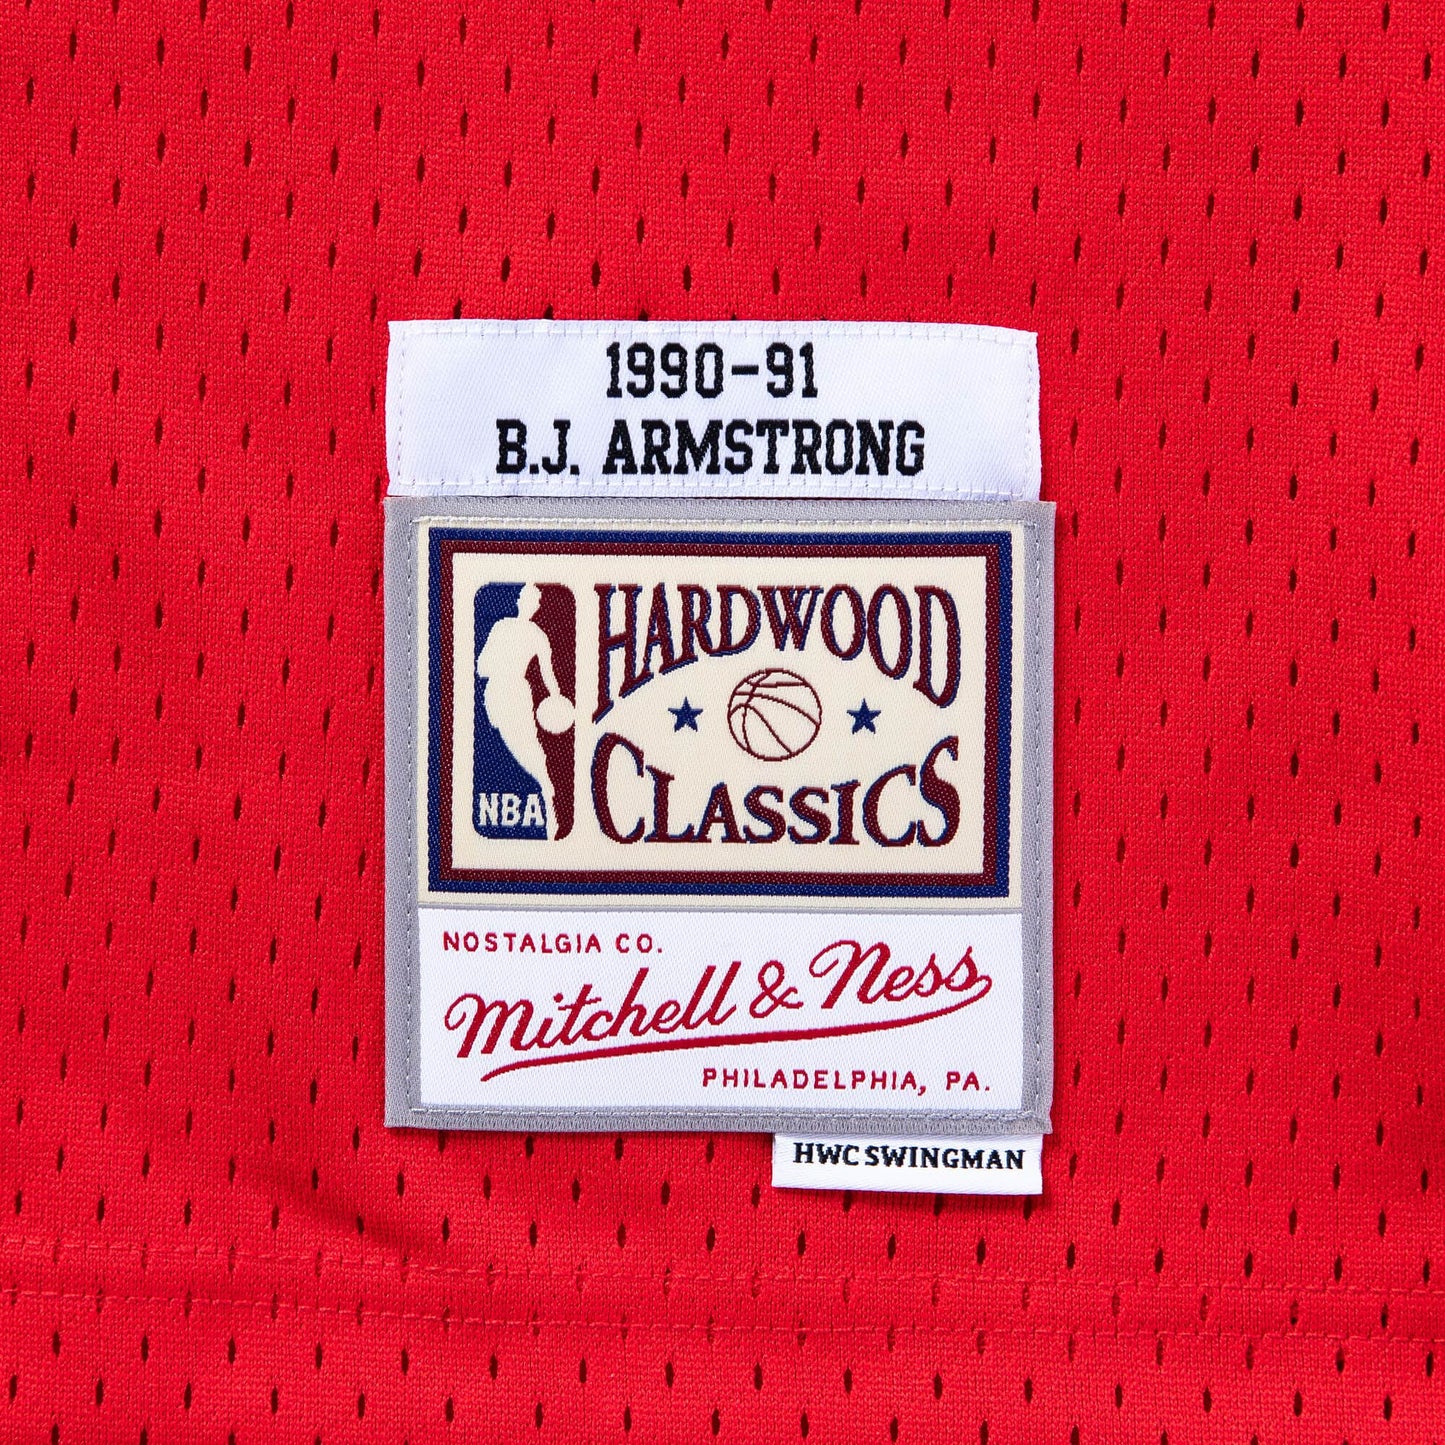 1990-91
B.J. ARMSTRONG
HARDWOOD
CLASSICS
NBA
NOSTALGIA CO.
Mitchell & Ness
PHILADELPHIA, PA.
HWC SWINGMAN